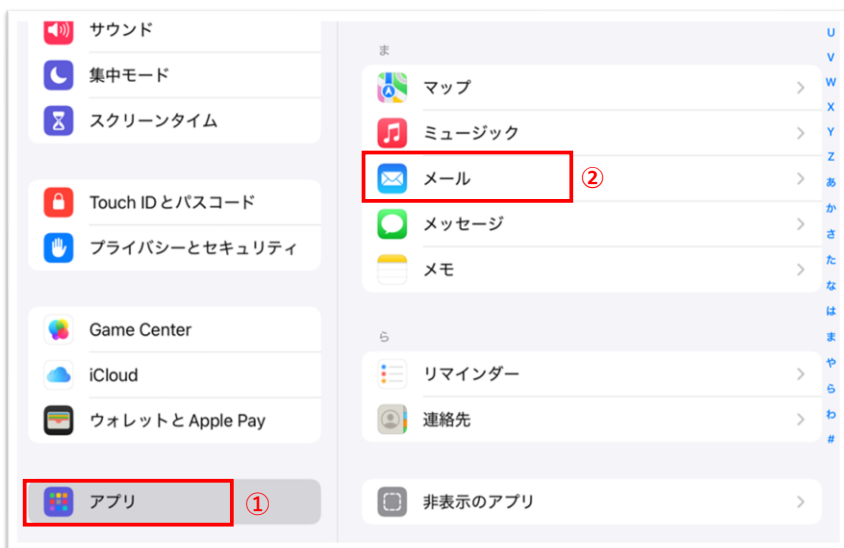 サウンド
集中モード
スクリーンタイム
Touch ID とパスコード
プライバシーとセキュリティ
Game Center
iCloud
ウォレットと Apple Pay
アプリ
①
ま
マップ
ミュージック
メール
②
メッセージ
メモ
ら
リマインダー
連絡先
非表示のアプリ
U
V
W
X
Y
Z
あ
か
さ
た
な
は
ま
や
ら
わ
#